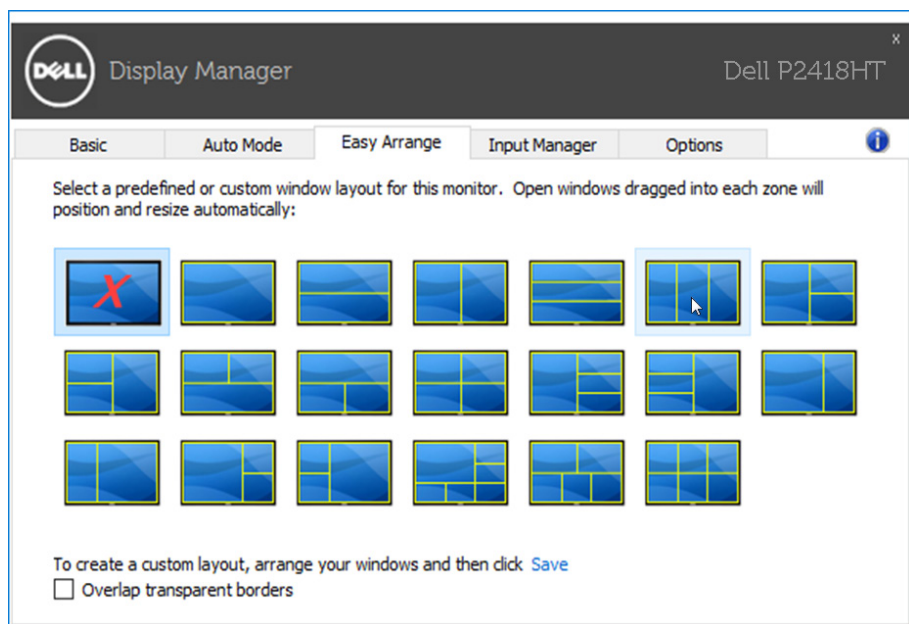 x
DELL Display Manager Dell P2418HT
Basic Auto Mode Easy Arrange Input Manager Options i
Select a predefined or custom window layout for this monitor. Open windows dragged into each zone will
position and resize automatically:
X
To create a custom layout, arrange your windows and then click Save
Overlap transparent borders